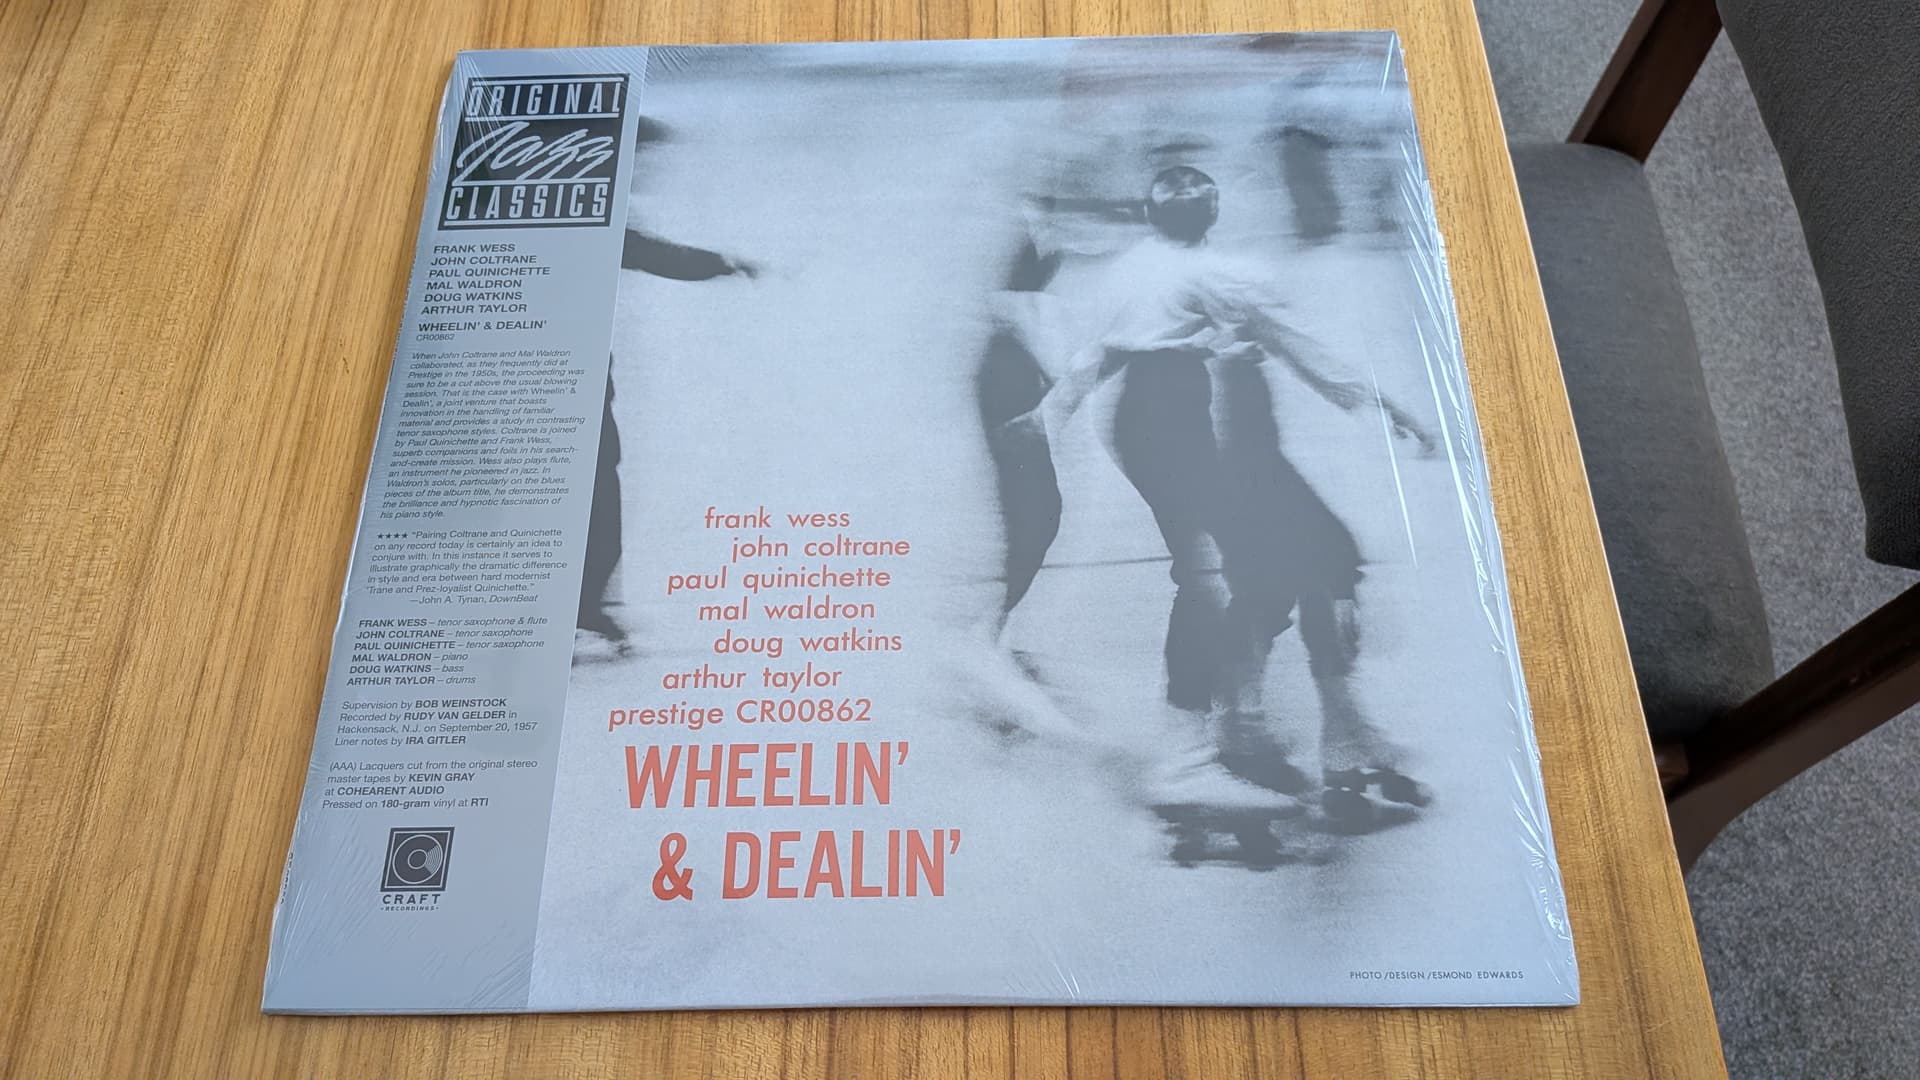 ORIGINAL
Jazz
CLASSICS
FRANK WESS
JOHN COLTRANE
PAUL QUINICHETTE
MAL WALDRON
DOUG WATKINS
ARTHUR TAYLOR
WHEELIN' & DEALIN'
CR00862
When John Coltrane and Mal Waldron
collaborated, as they frequently did at
Prestige in the 1950s, the proceeding was
sure to be a cut above the usual blowing
session. That is the case with Wheelin' &
Dealin', a joint venture that boasts
innovation in the handling of familiar
material and provides a study in contrasting
tenor saxophone styles. Coltrane is joined
by Paul Quinichette and Frank Wess,
superb companions and foils in his search-
and-create mission. Wess also plays flute,
an instrument he pioneered in jazz. In
Waldron's solos, particularly on the blues
pieces of the album title, he demonstrates
the brilliance and hypnotic fascination of
his piano style.
★★★★ "Pairing Coltrane and Quinichette
on any record today is certainly an idea to
conjure with. In this instance it serves to
illustrate graphically the dramatic difference
in style and era between hard modernist
'Trane and Prez-loyalist Quinichette."
—John A. Tynan, DownBeat
FRANK WESS – tenor saxophone & flute
JOHN COLTRANE – tenor saxophone
PAUL QUINICHETTE – tenor saxophone
MAL WALDRON – piano
DOUG WATKINS – bass
ARTHUR TAYLOR – drums
Supervision by BOB WEINSTOCK
Recorded by RUDY VAN GELDER in
Hackensack, N.J. on September 20, 1957
Liner notes by IRA GITLER
(AAA) Lacquers cut from the original stereo
master tapes by KEVIN GRAY
at COHEARENT AUDIO
Pressed on 180-gram vinyl at RTI
CRAFT
RECORDINGS
frank wess
john coltrane
paul quinichette
mal waldron
doug watkins
arthur taylor
prestige CR00862
WHEELIN'
& DEALIN'
PHOTO/DESIGN/ESMOND EDWARDS